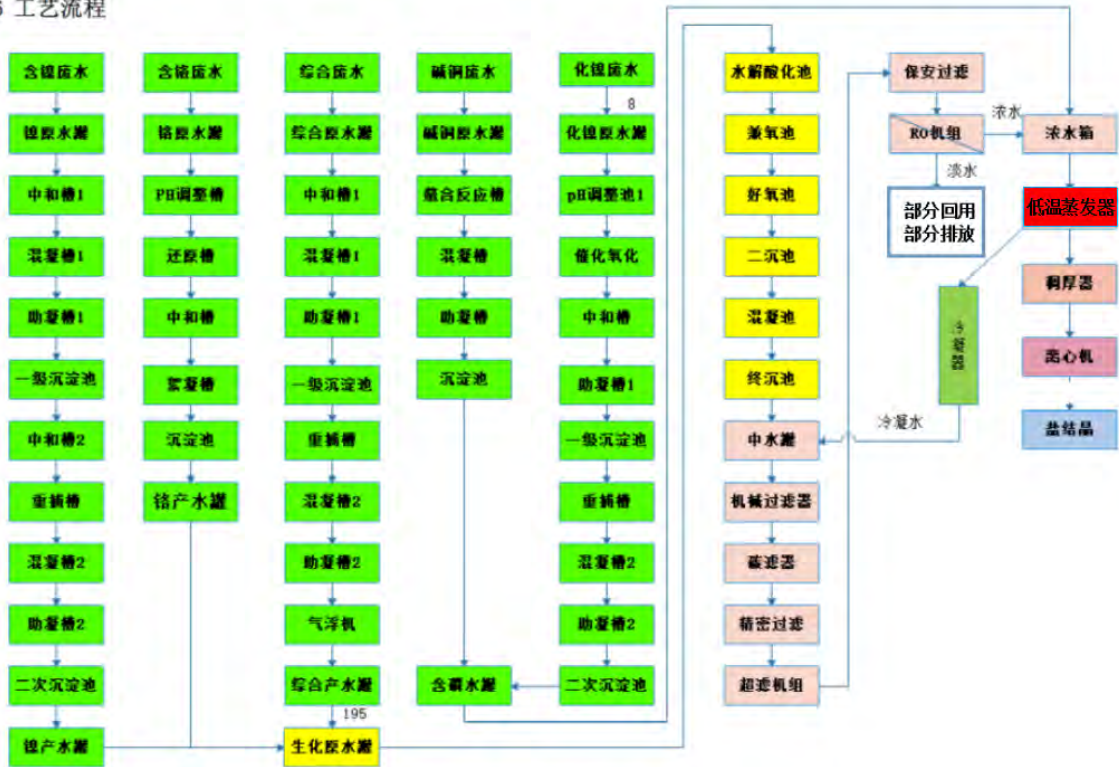 工艺流程
含镍废水
镍原水罐
中和槽1
混凝槽1
助凝槽1
一级沉淀池
中和槽2
重捕槽
混凝槽2
助凝槽2
二次沉淀池
镍产水罐
含铬废水
铬原水罐
PH调整槽
还原槽
中和槽
絮凝槽
沉淀池
铬产水罐
综合废水
综合原水罐
中和槽1
混凝槽1
助凝槽1
一级沉淀池
重捕槽
混凝槽2
助凝槽2
气浮机
综合产水罐
195
生化原水罐
碱铜废水
碱铜原水罐
螯合反应槽
混凝槽
助凝槽
沉淀池
含磷水罐
化镍废水
8
化镍原水罐
pH调整池1
催化氧化
中和槽
助凝槽1
一级沉淀池
重捕槽
混凝槽2
助凝槽2
二次沉淀池
水解酸化池
兼氧池
好氧池
二沉池
混凝池
终沉池
中水罐
机械过滤器
碳滤器
精密过滤
超滤机组
保安过滤
RO机组
浓水
淡水
部分回用
部分排放
冷凝器
冷凝水
浓水箱
低温蒸发器
稠厚器
离心机
盐结晶